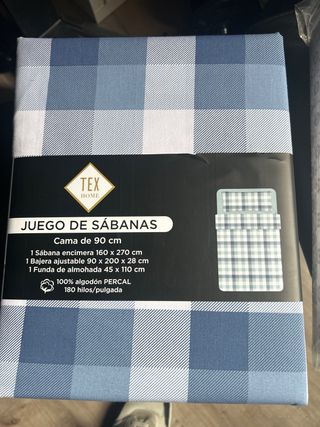 TEX
HOME
JUEGO DE SÁBANAS
Cama de 90 cm
1 Sábana encimera 160 x 270 cm
1 Bajera ajustable 90 x 200 x 28 cm
1 Funda de almohada 45 x 110 cm
100% algodón PERCAL
180 hilos/pulgada